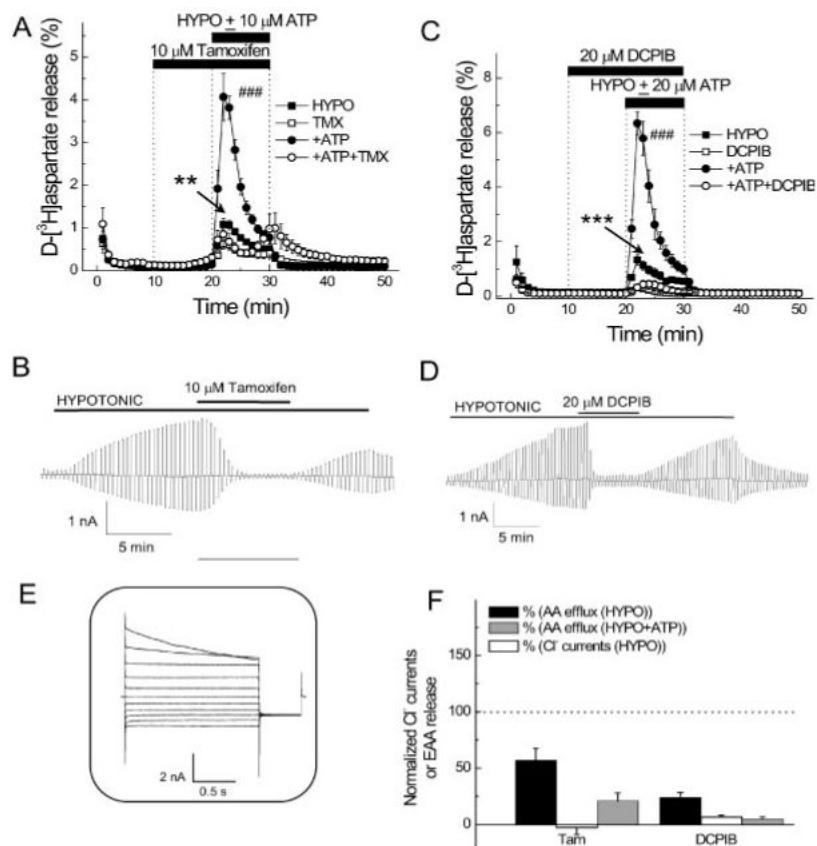 A
HYPO ± 10 μM ATP
10 μM Tamoxifen
D-[³H]aspartate release (%)
5
4
3
2
1
0
###
**
HYPO
TMX
+ATP
+ATP+TMX
0 10 20 30 40 50
Time (min)
C
20 μM DCPIB
HYPO ± 20 μM ATP
D-[³H]aspartate release (%)
8
6
4
2
0
###
***
HYPO
DCPIB
+ATP
+ATP+DCPIB
0 10 20 30 40 50
Time (min)
B
10 μM Tamoxifen
HYPOTONIC
1 nA
5 min
D
HYPOTONIC
20 μM DCPIB
1 nA
5 min
E
2 nA
0.5 s
F
% (AA efflux (HYPO))
% (AA efflux (HYPO+ATP))
% (Cl⁻ currents (HYPO))
Normalized Cl⁻ currents
or EAA release
150
100
50
0
Tam DCPIB